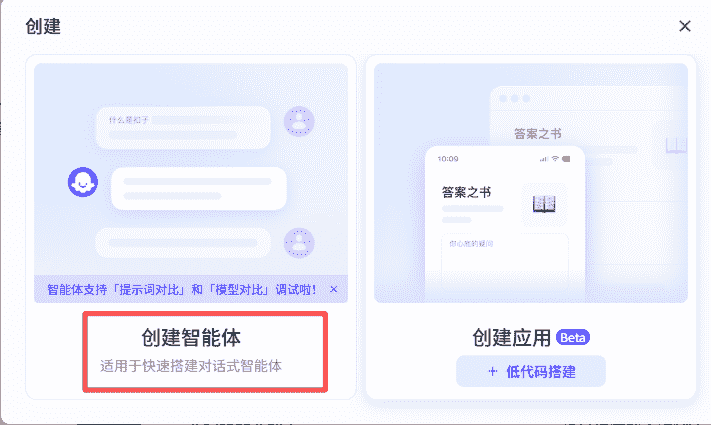 创建
什么是扣子
智能体支持「提示词对比」和「模型对比」调试啦！
创建智能体
适用于快速搭建对话式智能体
答案之书
10:09
答案之书
你心底的疑问
创建应用 Beta
+ 低代码搭建